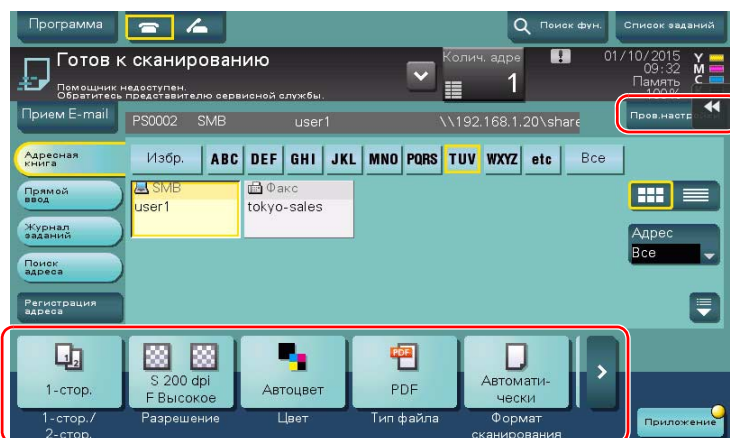 Программа
Поиск фун.
Список заданий
Готов к сканированию
Помощник недоступен.
Обратитесь представителю сервисной службы.
Колич. адре
1
01/10/2015
09:32
Память
100%
Y
M
C
K
Прием E-mail
PS0002 SMB user1 \\192.168.1.20\share
Пров.настр
Адресная
книга
Избр. ABC DEF GHI JKL MNO PQRS TUV WXYZ etc Все
Прямой
ввод
Журнал
заданий
Поиск
адреса
Регистрация
адреса
SMB
user1
Факс
tokyo-sales
Адрес
Все
1-стор.
1-стор./
2-стор.
S 200 dpi
F Высокое
Разрешение
Автоцвет
Цвет
PDF
PDF
Тип файла
Автомати-
чески
Формат
сканирования
Приложение